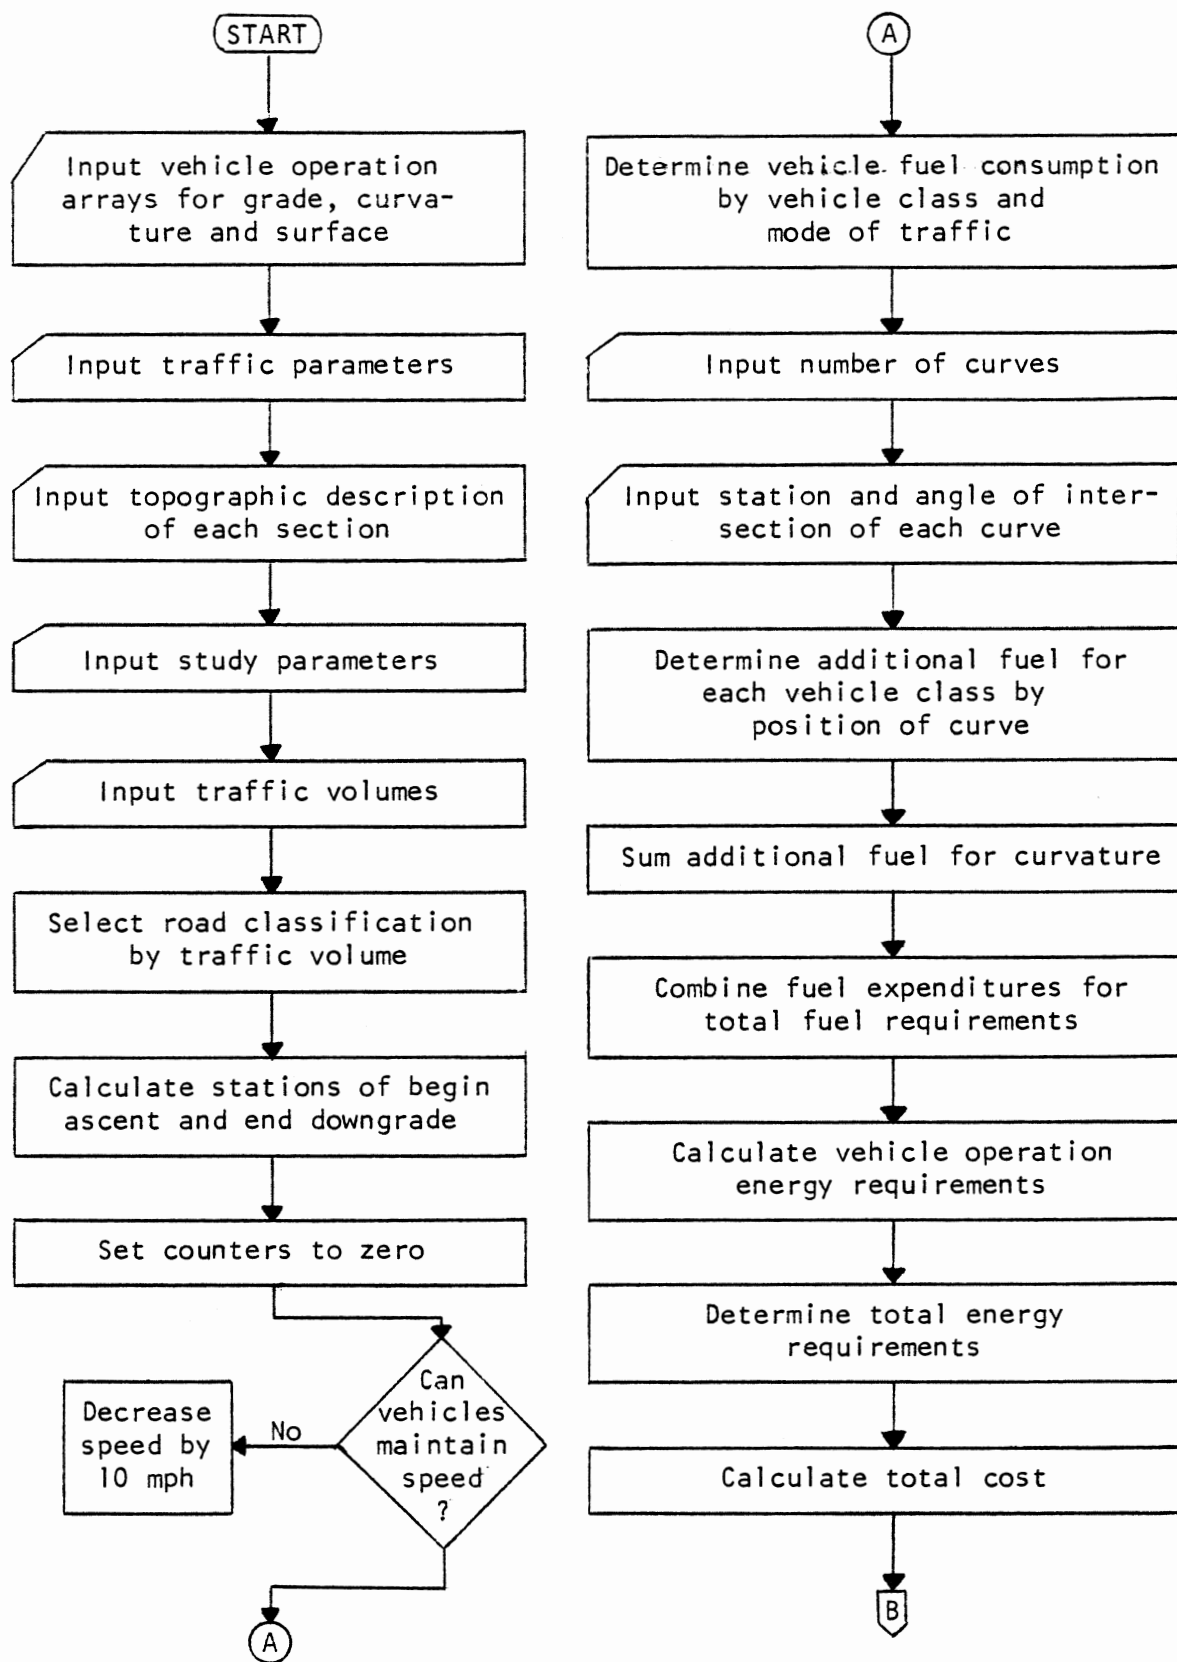 START
Input vehicle operation
arrays for grade, curva-
ture and surface
Input traffic parameters
Input topographic description
of each section
Input study parameters
Input traffic volumes
Select road classification
by traffic volume
Calculate stations of begin
ascent and end downgrade
Set counters to zero
Can
vehicles
maintain
speed
?
No
Decrease
speed by
10 mph
A
A
Determine vehicle fuel consumption
by vehicle class and
mode of traffic
Input number of curves
Input station and angle of inter-
section of each curve
Determine additional fuel for
each vehicle class by
position of curve
Sum additional fuel for curvature
Combine fuel expenditures for
total fuel requirements
Calculate vehicle operation
energy requirements
Determine total energy
requirements
Calculate total cost
B